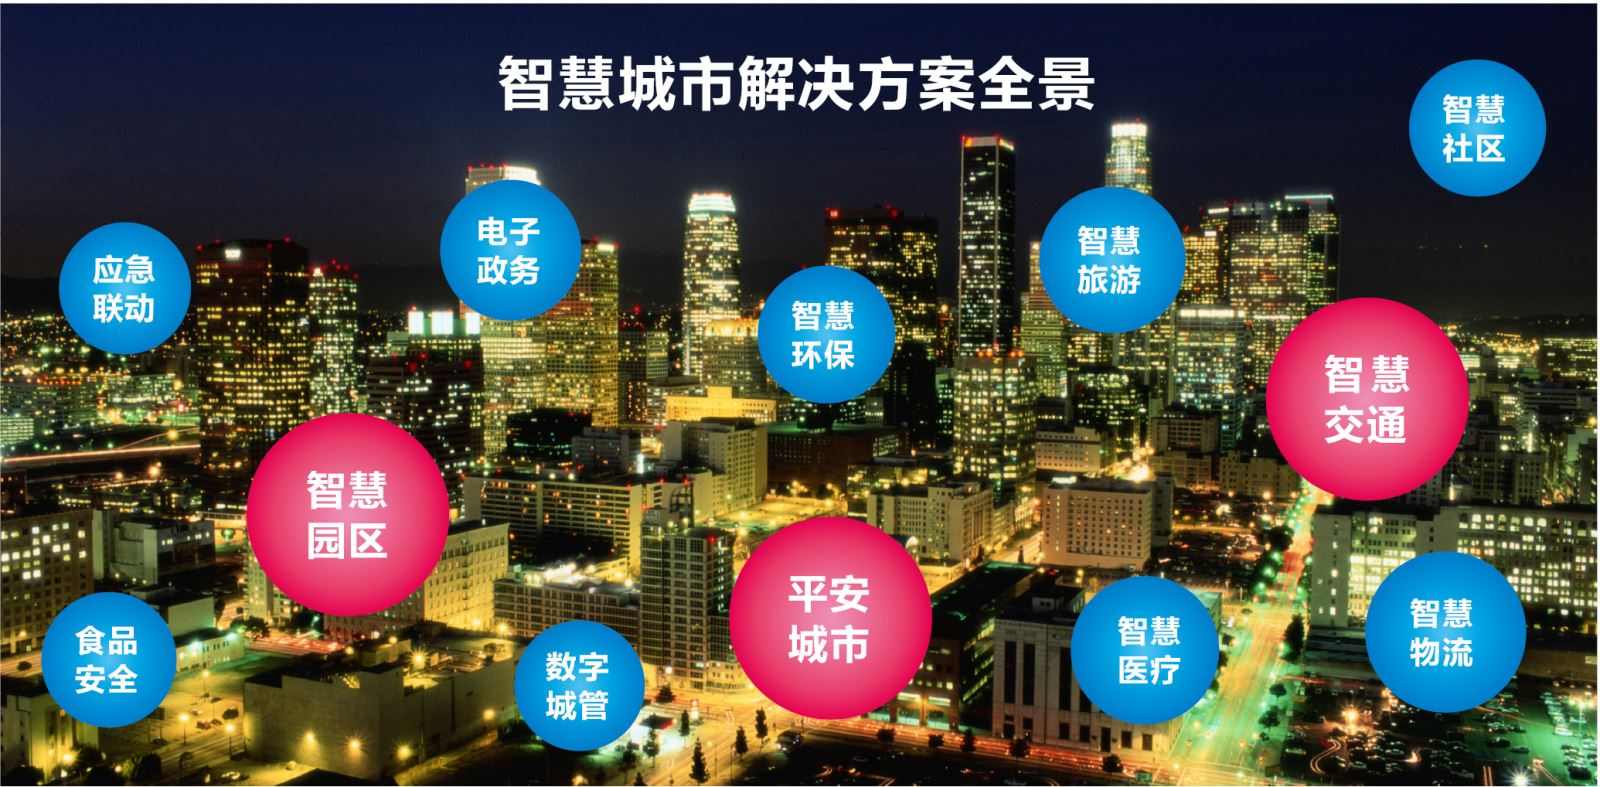 智慧城市解决方案全景
智慧
社区
应急
联动
电子
政务
智慧
环保
智慧
旅游
智慧
交通
智慧
园区
平安
城市
食品
安全
数字
城管
智慧
医疗
智慧
物流